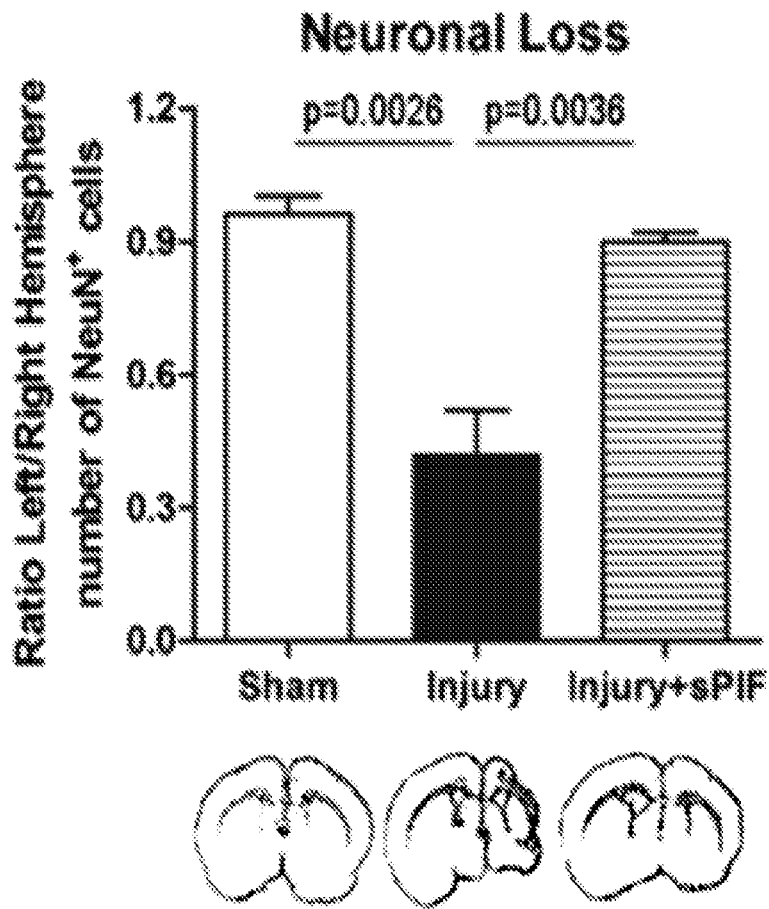 Neuronal Loss
Ratio Left/Right Hemisphere
number of NeuN⁺ cells
1.2
0.9
0.6
0.3
0.0
p=0.0026
p=0.0036
Sham
Injury
Injury+sPIF